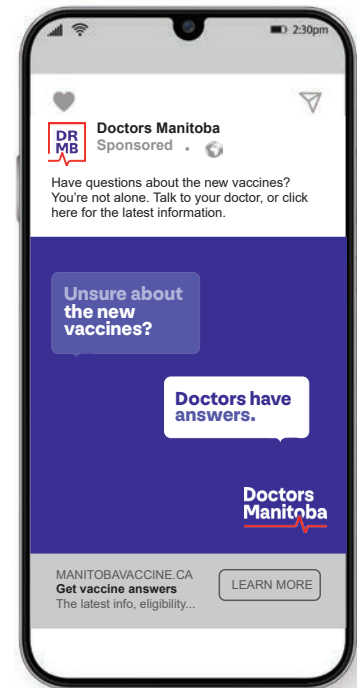 2:30pm
DR
MB
Doctors Manitoba
Sponsored .
Have questions about the new vaccines?
You're not alone. Talk to your doctor, or click
here for the latest information.
Unsure about
the new
vaccines?
Doctors have
answers.
Doctors
Manitoba
MANITOBAVACCINE.CA
Get vaccine answers
The latest info, eligibility...
LEARN MORE